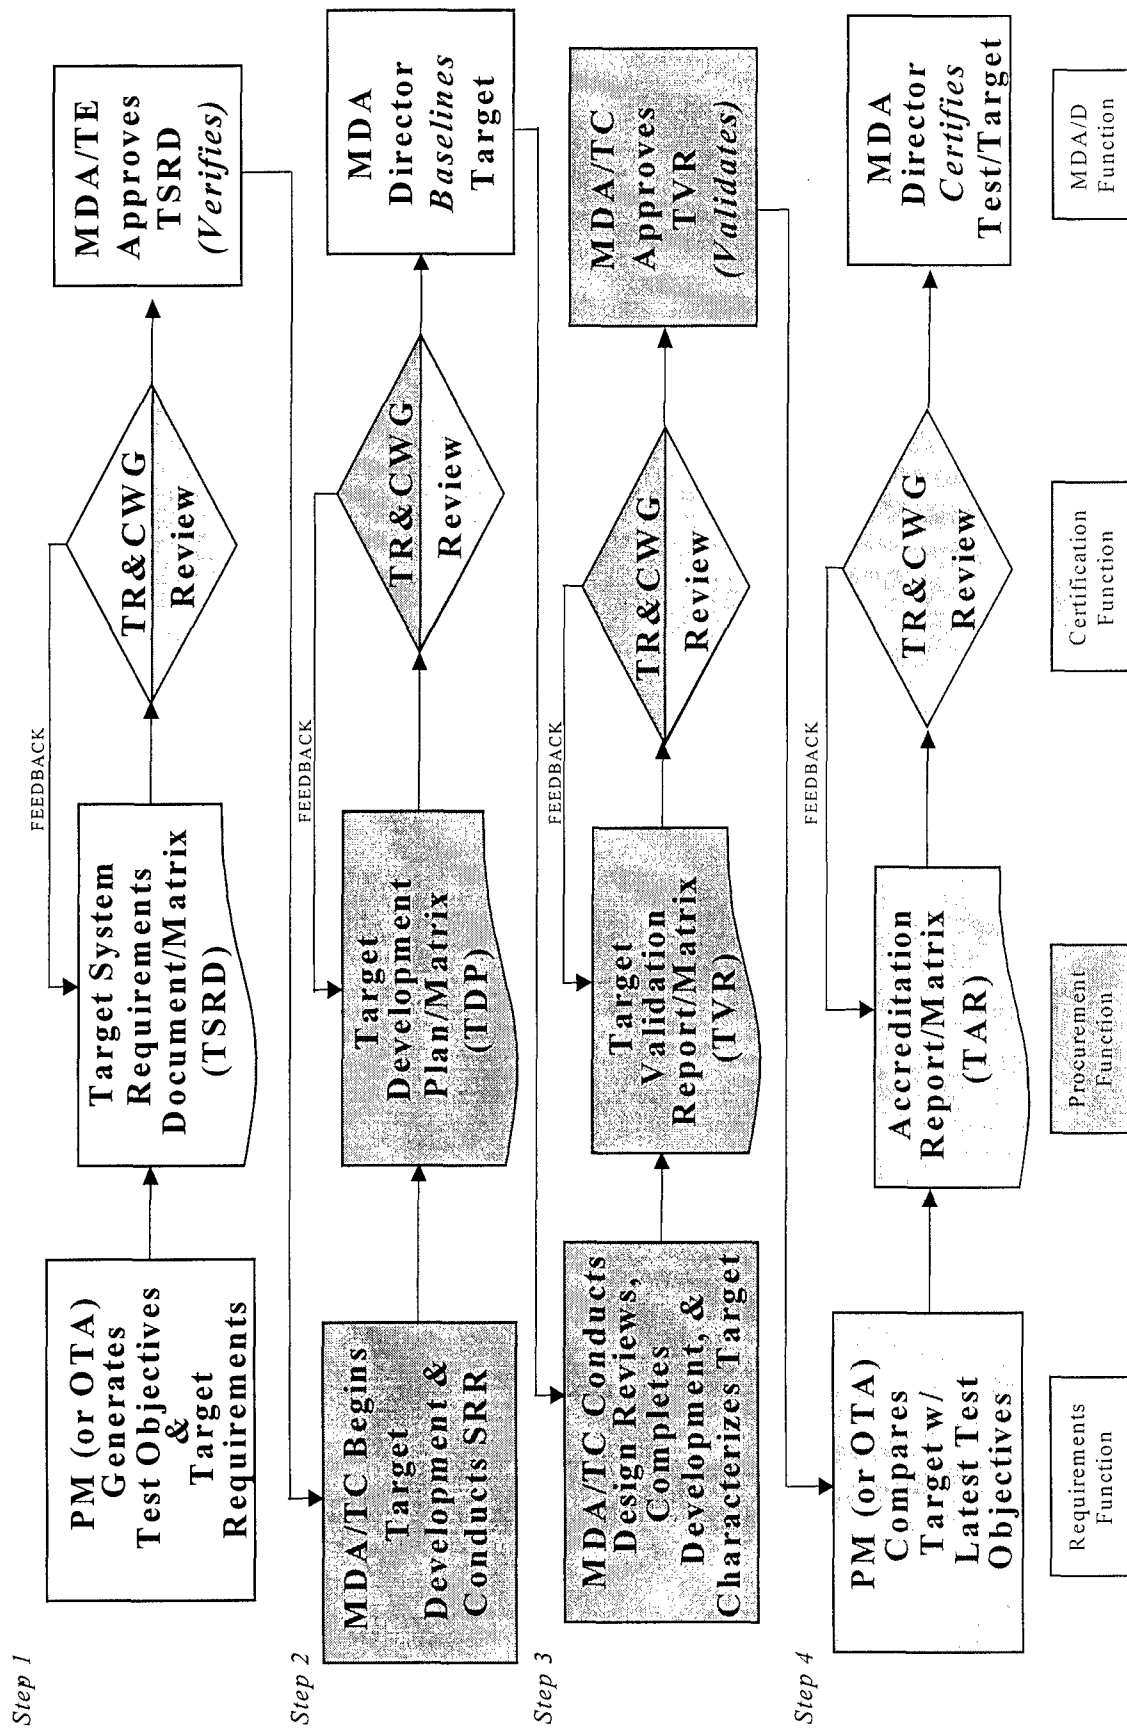 Step 1
PM (or OTA)
Generates
Test Objectives
&
Target
Requirements
Target System
Requirements
Document/Matrix
(TSRD)
FEEDBACK
TR&CWG
Review
MDA/TE
Approves
TSRD
(Verifies)
Step 2
MDA/TC Begins
Target
Development &
Conducts SRR
Target
Development
Plan/Matrix
(TDP)
FEEDBACK
TR&CWG
Review
MDA
Director
Baselines
Target
Step 3
MDA/TC Conducts
Design Reviews,
Completes
Development, &
Characterizes Target
Target
Validation
Report/Matrix
(TVR)
FEEDBACK
TR&CWG
Review
MDA/TC
Approves
TVR
(Validates)
Step 4
PM (or OTA)
Compares
Target w/
Latest Test
Objectives
Accreditation
Report/Matrix
(TAR)
FEEDBACK
TR&CWG
Review
MDA
Director
Certifies
Test/Target
Requirements
Function
Procurement
Function
Certification
Function
MDA/D
Function